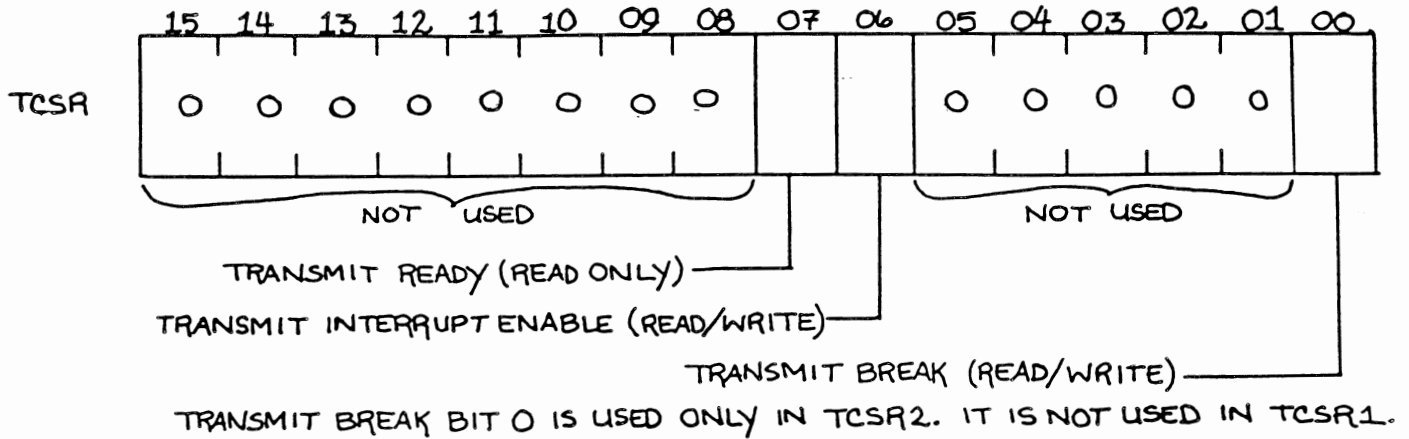 15 14 13 12 11 10 09 08 07 06 05 04 03 02 01 00
TCSR 0 0 0 0 0 0 0 0 0 0 0 0 0
NOT USED NOT USED
TRANSMIT READY (READ ONLY)
TRANSMIT INTERRUPT ENABLE (READ/WRITE)
TRANSMIT BREAK (READ/WRITE)
TRANSMIT BREAK BIT 0 IS USED ONLY IN TCSR2. IT IS NOT USED IN TCSR1.